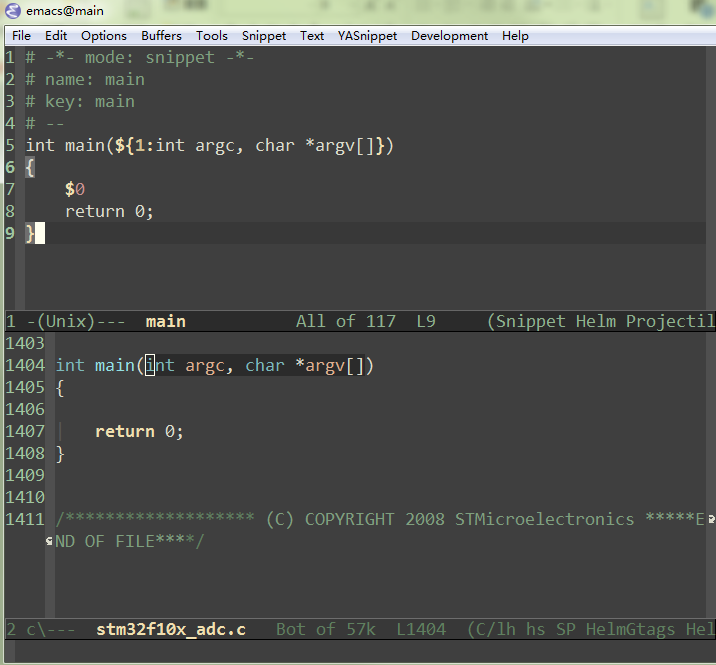 emacs@main
File Edit Options Buffers Tools Snippet Text YASnippet Development Help
1 # -*- mode: snippet -*-
2 # name: main
3 # key: main
4 # --
5 int main(${1:int argc, char *argv[]})
6 {
7     $0
8     return 0;
9 }
1 -(Unix)---  main           All of 117  L9     (Snippet Helm Projectil
1403
1404 int main(int argc, char *argv[])
1405 {
1406
1407     return 0;
1408 }
1409
1410
1411 /******************* (C) COPYRIGHT 2008 STMicroelectronics *****E
ND OF FILE****/
2 c\---  stm32f10x_adc.c   Bot of 57k  L1404  (C/lh hs SP HelmGtags Hel